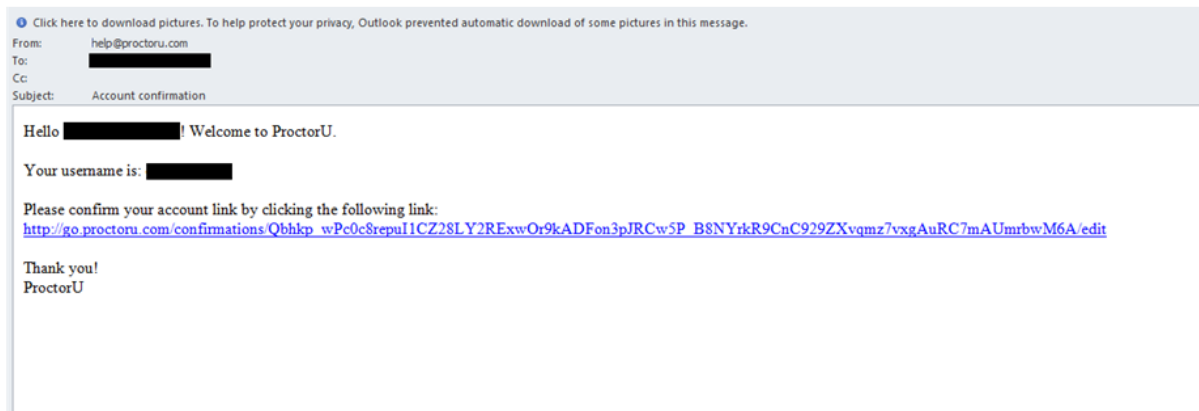 Click here to download pictures. To help protect your privacy, Outlook prevented automatic download of some pictures in this message.
From: help@proctoru.com
To:
Cc:
Subject: Account confirmation
Hello ! Welcome to ProctorU.
Your username is:
Please confirm your account link by clicking the following link:
http://go.proctoru.com/confirmations/Qbhkp_wPc0c8repuI1CZ28LY2RExwOr9kADFon3pJRCw5P_B8NYrkR9CnC929ZXvqmz7vxgAuRC7mAUmrbwM6A/edit
Thank you!
ProctorU